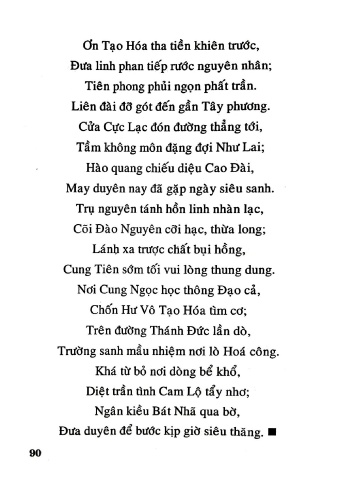 Ơn Tạo Hóa tha tiền khiên trước,
Đưa linh phan tiếp rước nguyên nhân;
Tiên phong phủi ngọn phất trần.
Liên đài đỡ gót đến gần Tây phương.
Cửa Cực Lạc đón đường thẳng tới,
Tầm không môn đặng đợi Như Lai;
Hào quang chiếu diệu Cao Đài,
May duyên nay đã gặp ngày siêu sanh.
Trụ nguyên tánh hồn linh nhàn lạc,
Cõi Đào Nguyên cỡi hạc, thừa long;
Lánh xa trược chất bụi hồng,
Cung Tiên sớm tối vui lòng thung dung.
Nơi Cung Ngọc học thông Đạo cả,
Chốn Hư Vô Tạo Hóa tìm cơ;
Trên đường Thánh Đức lần dò,
Trường sanh mầu nhiệm nơi lò Hoá công.
Khá từ bỏ nơi dòng bể khổ,
Diệt trần tình Cam Lộ tẩy nhơ;
Ngân kiều Bát Nhã qua bờ,
Đưa duyên để bước kịp giờ siêu thăng. ■
90